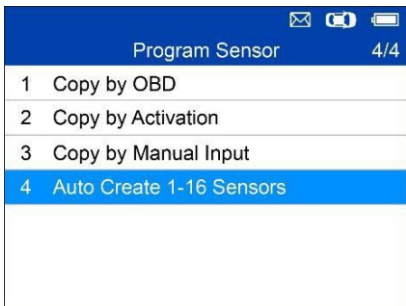 Program Sensor 4/4
1 Copy by OBD
2 Copy by Activation
3 Copy by Manual Input
4 Auto Create 1-16 Sensors